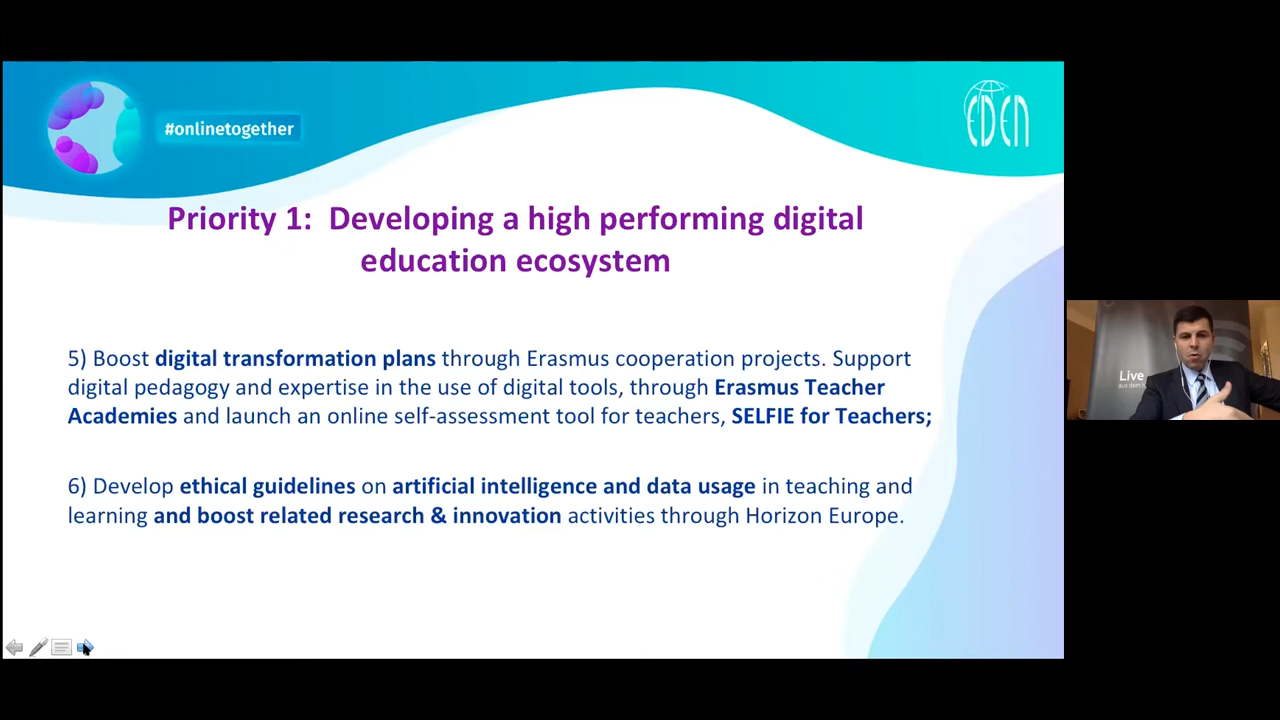 #onlinetogether
EDEN
Priority 1: Developing a high performing digital
education ecosystem
5) Boost digital transformation plans through Erasmus cooperation projects. Support
digital pedagogy and expertise in the use of digital tools, through Erasmus Teacher
Academies and launch an online self-assessment tool for teachers, SELFIE for Teachers;
6) Develop ethical guidelines on artificial intelligence and data usage in teaching and
learning and boost related research & innovation activities through Horizon Europe.
Live
aus dem